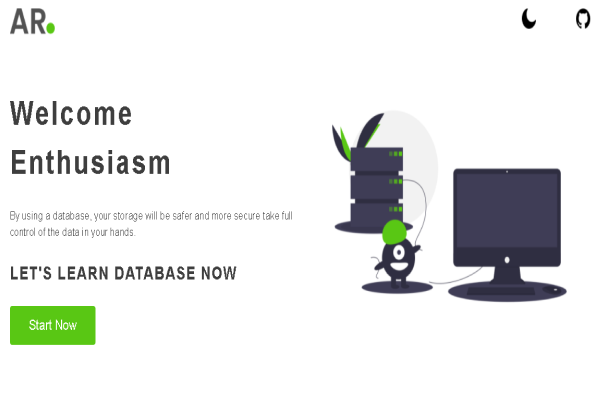 AR.
Welcome
Enthusiasm
By using a database, your storage will be safer and more secure take full
control of the data in your hands.
LET'S LEARN DATABASE NOW
Start Now